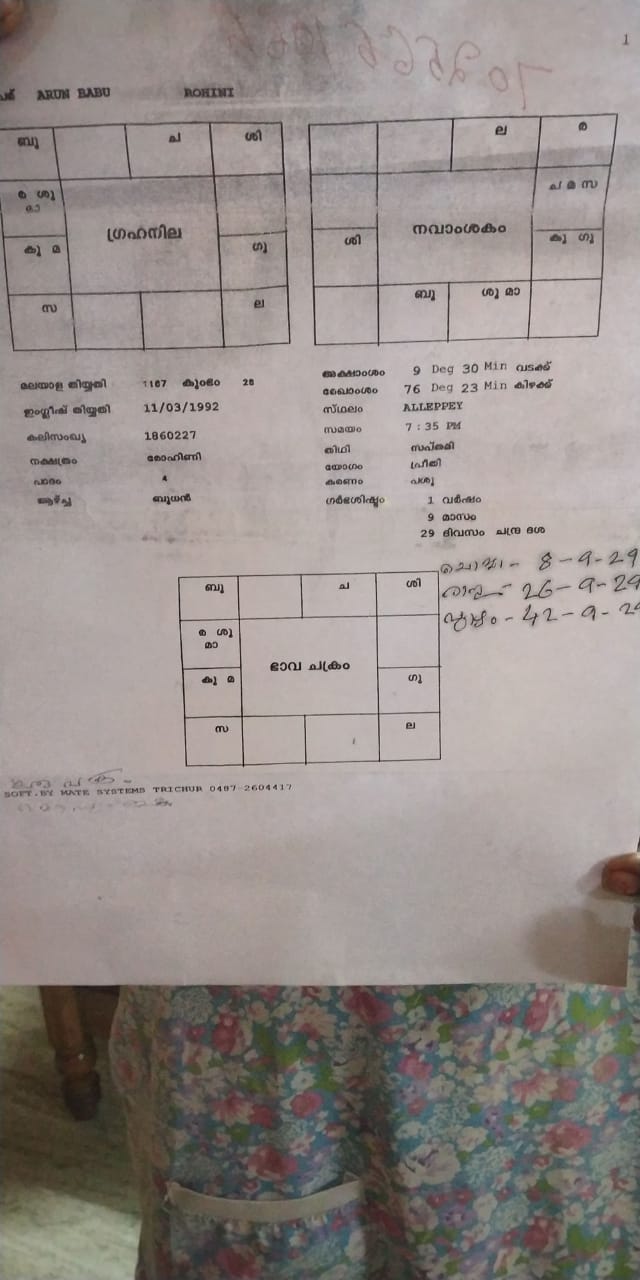 1
ARUN BABU ROHINI
ബു ച ശി
ര ശു
മാ
കു മ
ഗ്രഹനില
ഗു
സ ല
ല ര
ച മ സ
നവാംശകം
ശി കു ഗു
ബു ശു മാ
മലയാള തിയ്യതി 1167 കുംഭം 28
ഇംഗ്ലീഷ് തിയ്യതി 11/03/1992
കലിസംഖ്യ 1860227
നക്ഷത്രം രോഹിണി
പാദം 4
ആഴ്ച്ച ബുധൻ
അക്ഷാംശം 9 Deg 30 Min വടക്ക്
രേഖാംശം 76 Deg 23 Min കിഴക്ക്
സ്ഥലം ALLEPPEY
സമയം 7 : 35 PM
തിഥി സപ്തമി
യോഗം പ്രീതി
കരണം പശു
ഗർഭശിഷ്ടം 1 വർഷം
9 മാസം
29 ദിവസം ചന്ദ്ര ദശ
8-9-29
26-9-29
42-9-29
ബു ച ശി
ര ശു
മാ
ഭാവ ചക്രം
കു മ ഗു
സ ല
SOFT.BY MATE SYSTEMS TRICHUR 0487-2604417